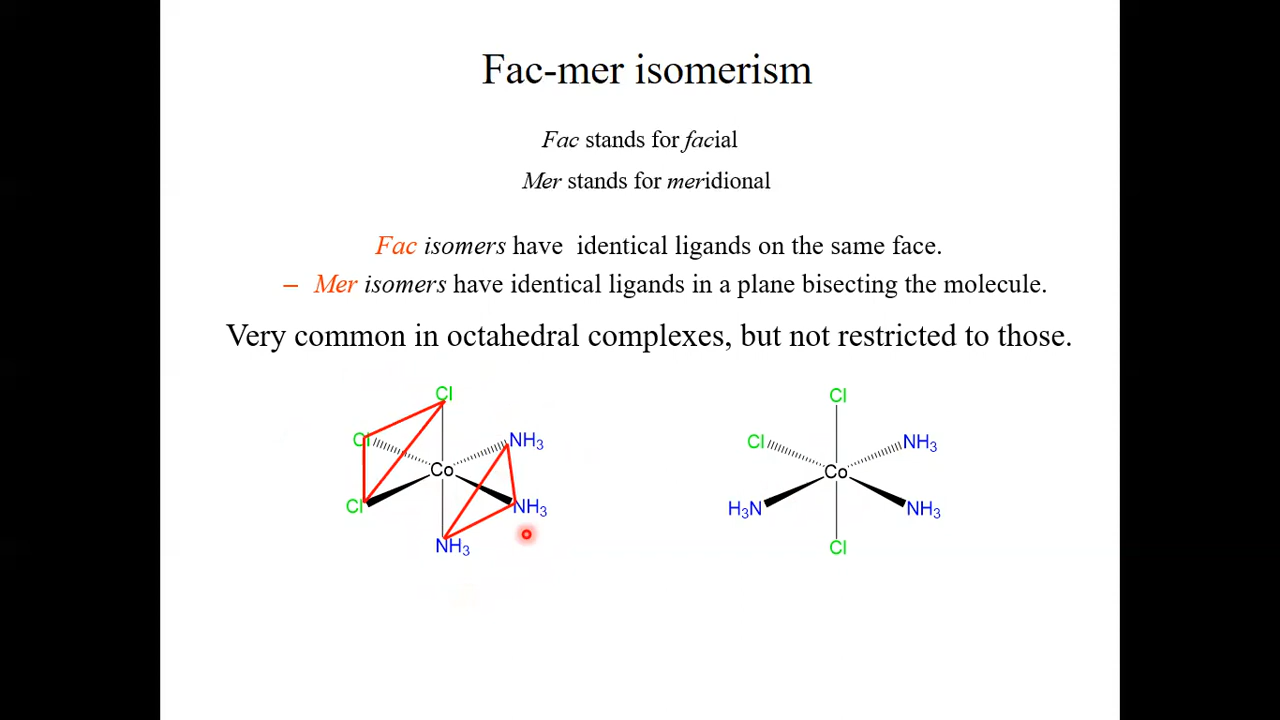 Fac-mer isomerism
Fac stands for facial
Mer stands for meridional
Fac isomers have identical ligands on the same face.
– Mer isomers have identical ligands in a plane bisecting the molecule.
Very common in octahedral complexes, but not restricted to those.
Cl
Cl NH3
Co
Cl NH3
NH3
Cl
Cl NH3
Co
H3N NH3
Cl